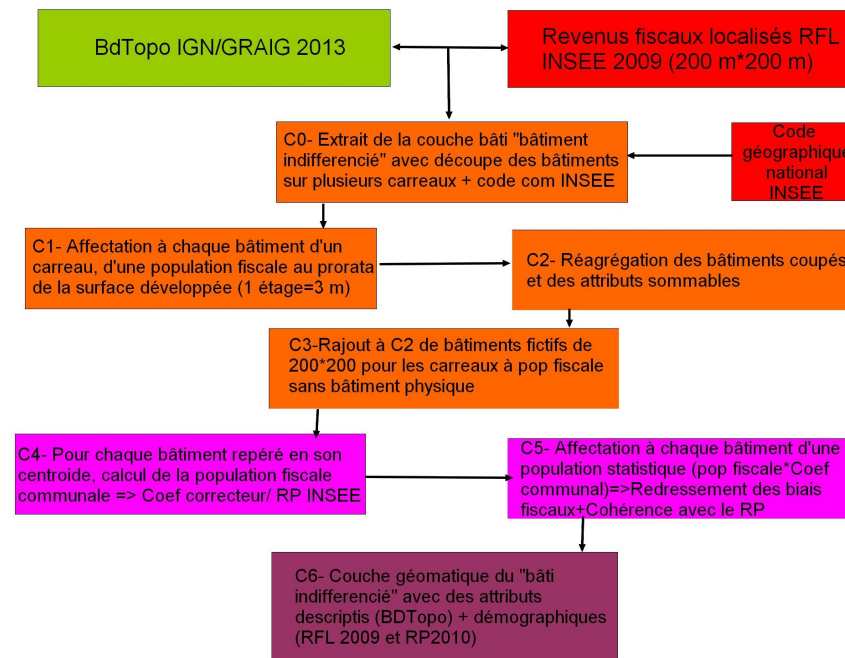 BdTopo IGN/GRAIG 2013
Revenus fiscaux localisés RFL
INSEE 2009 (200 m*200 m)
C0- Extrait de la couche bâti "bâtiment
indifferencié" avec découpe des bâtiments
sur plusieurs carreaux + code com INSEE
Code
géographique
national
INSEE
C1- Affectation à chaque bâtiment d'un
carreau, d'une population fiscale au prorata
de la surface développée (1 étage=3 m)
C2- Réagrégation des bâtiments coupés
et des attributs sommables
C3-Rajout à C2 de bâtiments fictifs de
200*200 pour les carreaux à pop fiscale
sans bâtiment physique
C4- Pour chaque bâtiment repéré en son
centroide, calcul de la population fiscale
communale => Coef correcteur/ RP INSEE
C5- Affectation à chaque bâtiment d'une
population statistique (pop fiscale*Coef
communal)=>Redressement des biais
fiscaux+Cohérence avec le RP
C6- Couche géomatique du "bâti
indifferencié" avec des attributs
descriptis (BDTopo) + démographiques
(RFL 2009 et RP2010)